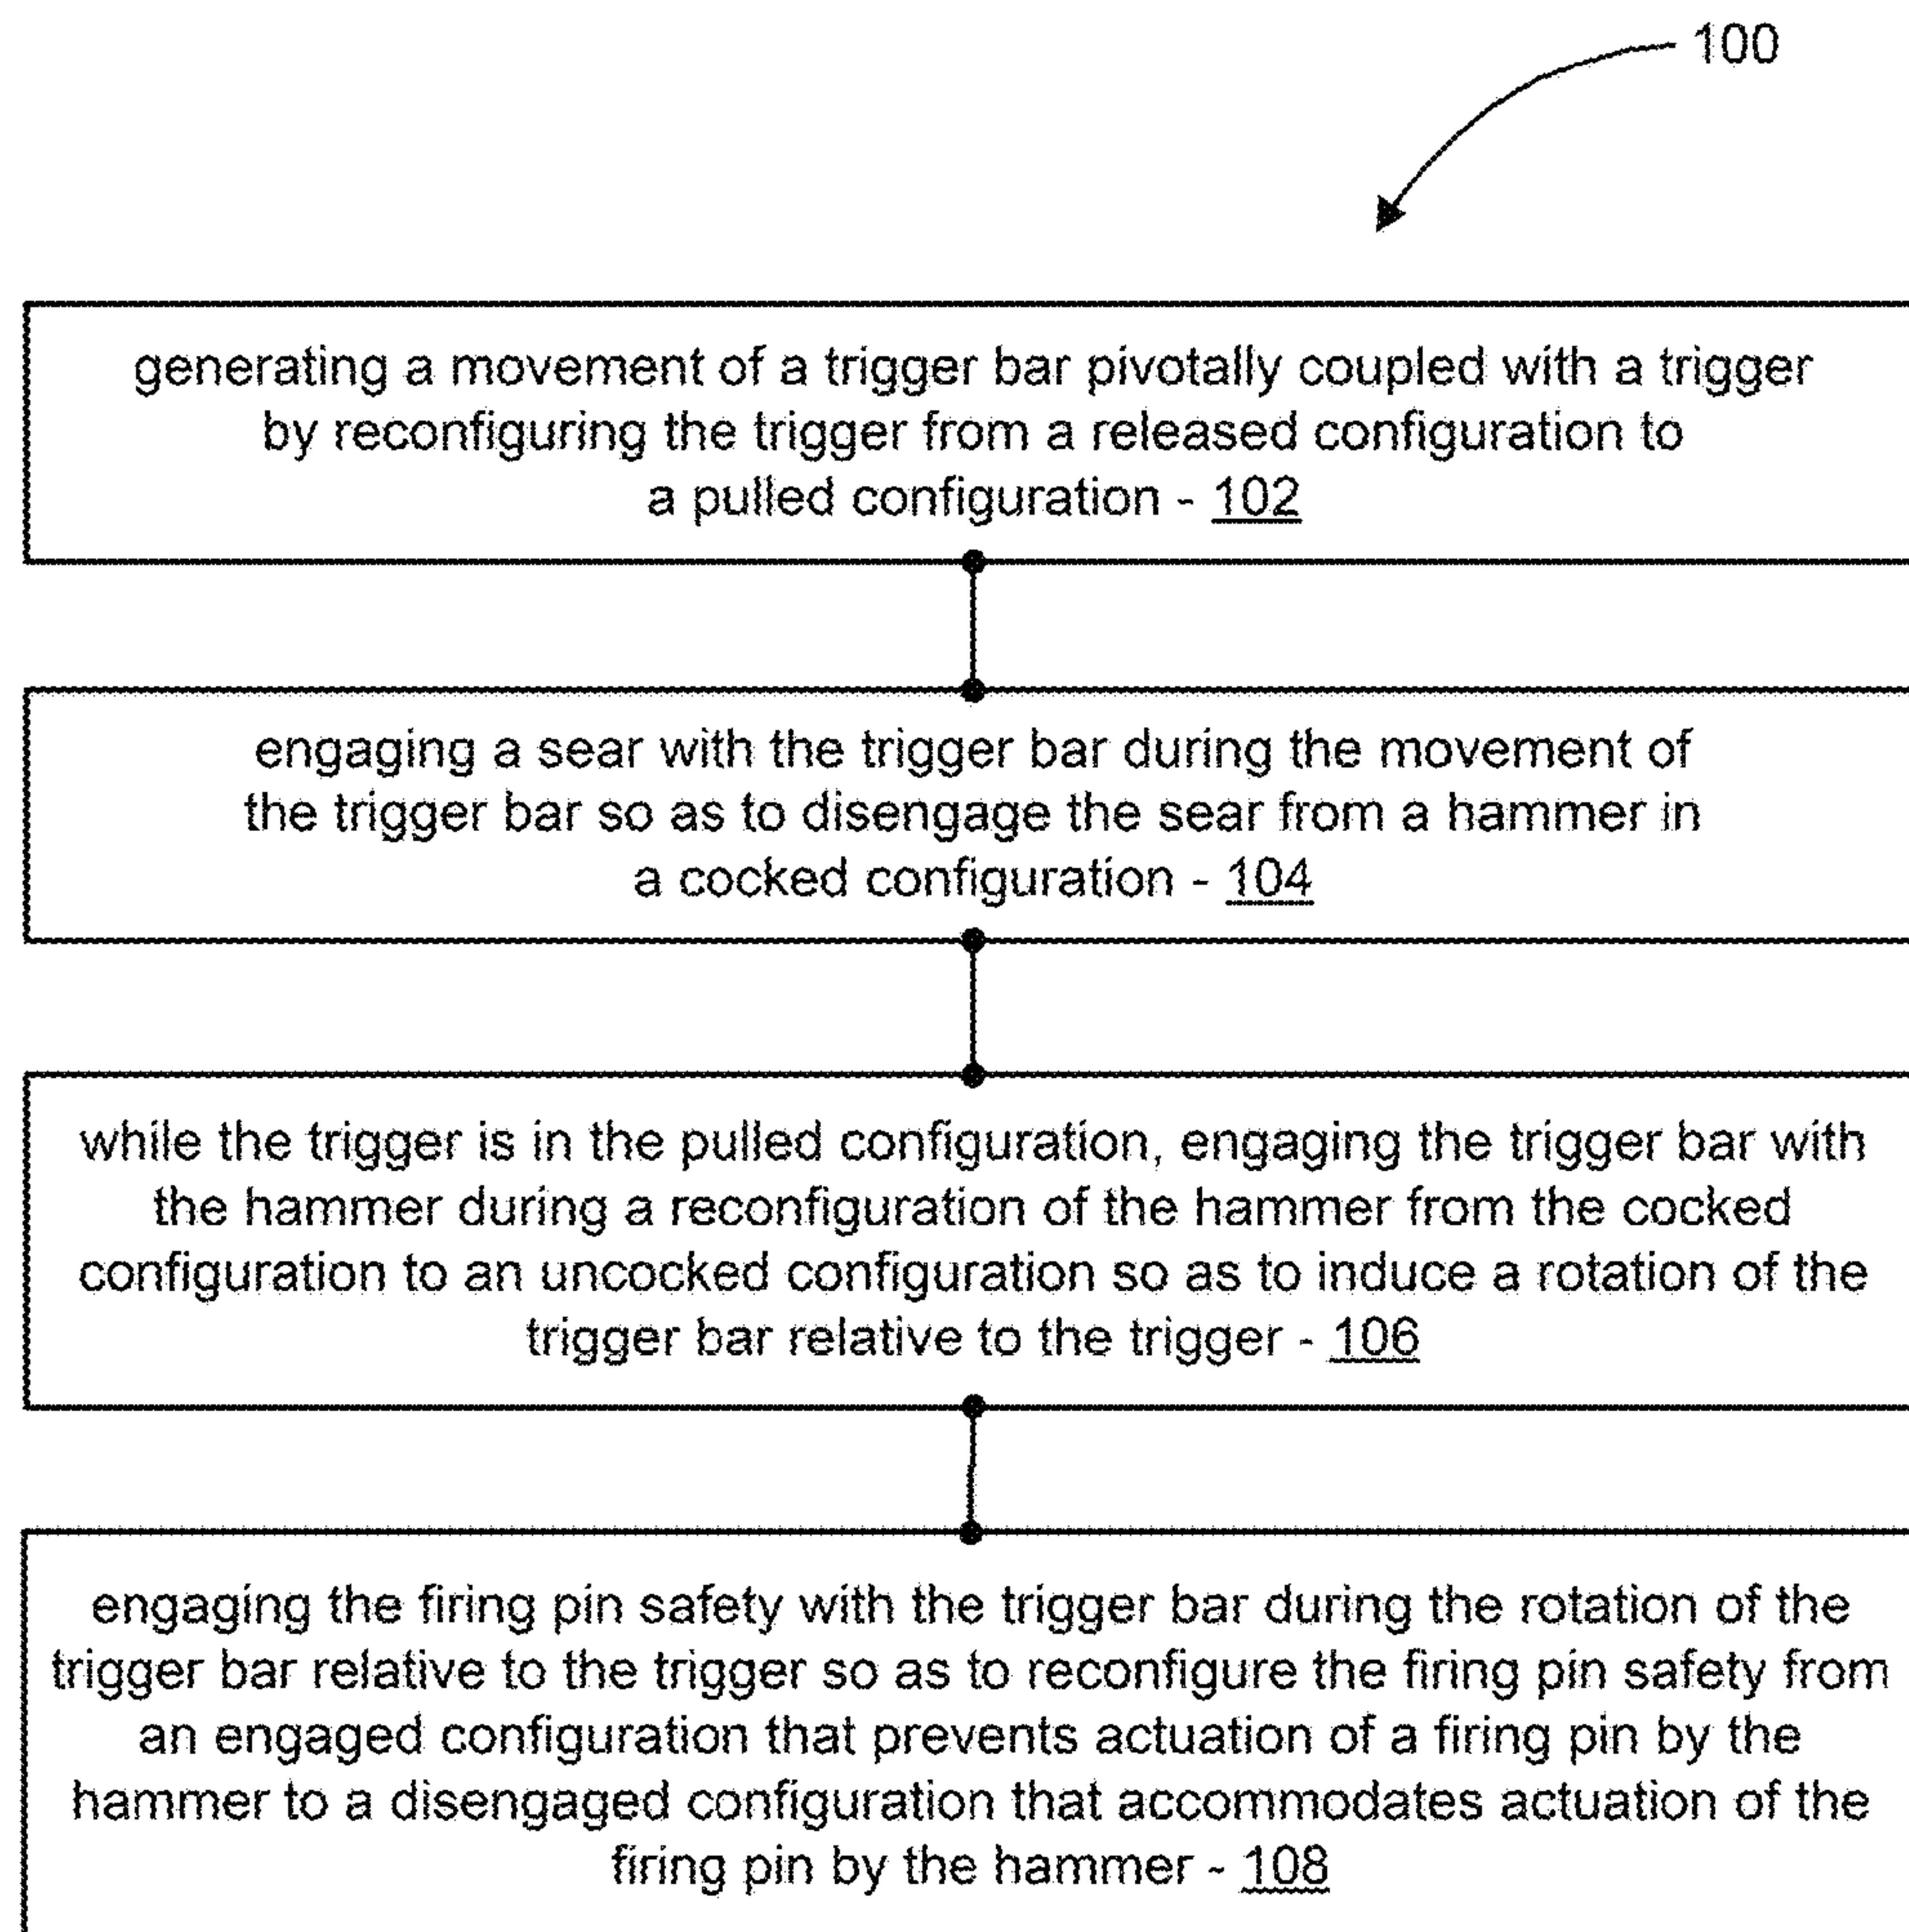 100
generating a movement of a trigger bar pivotally coupled with a trigger
by reconfiguring the trigger from a released configuration to
a pulled configuration - 102
engaging a sear with the trigger bar during the movement of
the trigger bar so as to disengage the sear from a hammer in
a cocked configuration - 104
while the trigger is in the pulled configuration, engaging the trigger bar with
the hammer during a reconfiguration of the hammer from the cocked
configuration to an uncocked configuration so as to induce a rotation of the
trigger bar relative to the trigger - 106
engaging the firing pin safety with the trigger bar during the rotation of the
trigger bar relative to the trigger so as to reconfigure the firing pin safety from
an engaged configuration that prevents actuation of a firing pin by the
hammer to a disengaged configuration that accommodates actuation of the
firing pin by the hammer - 108